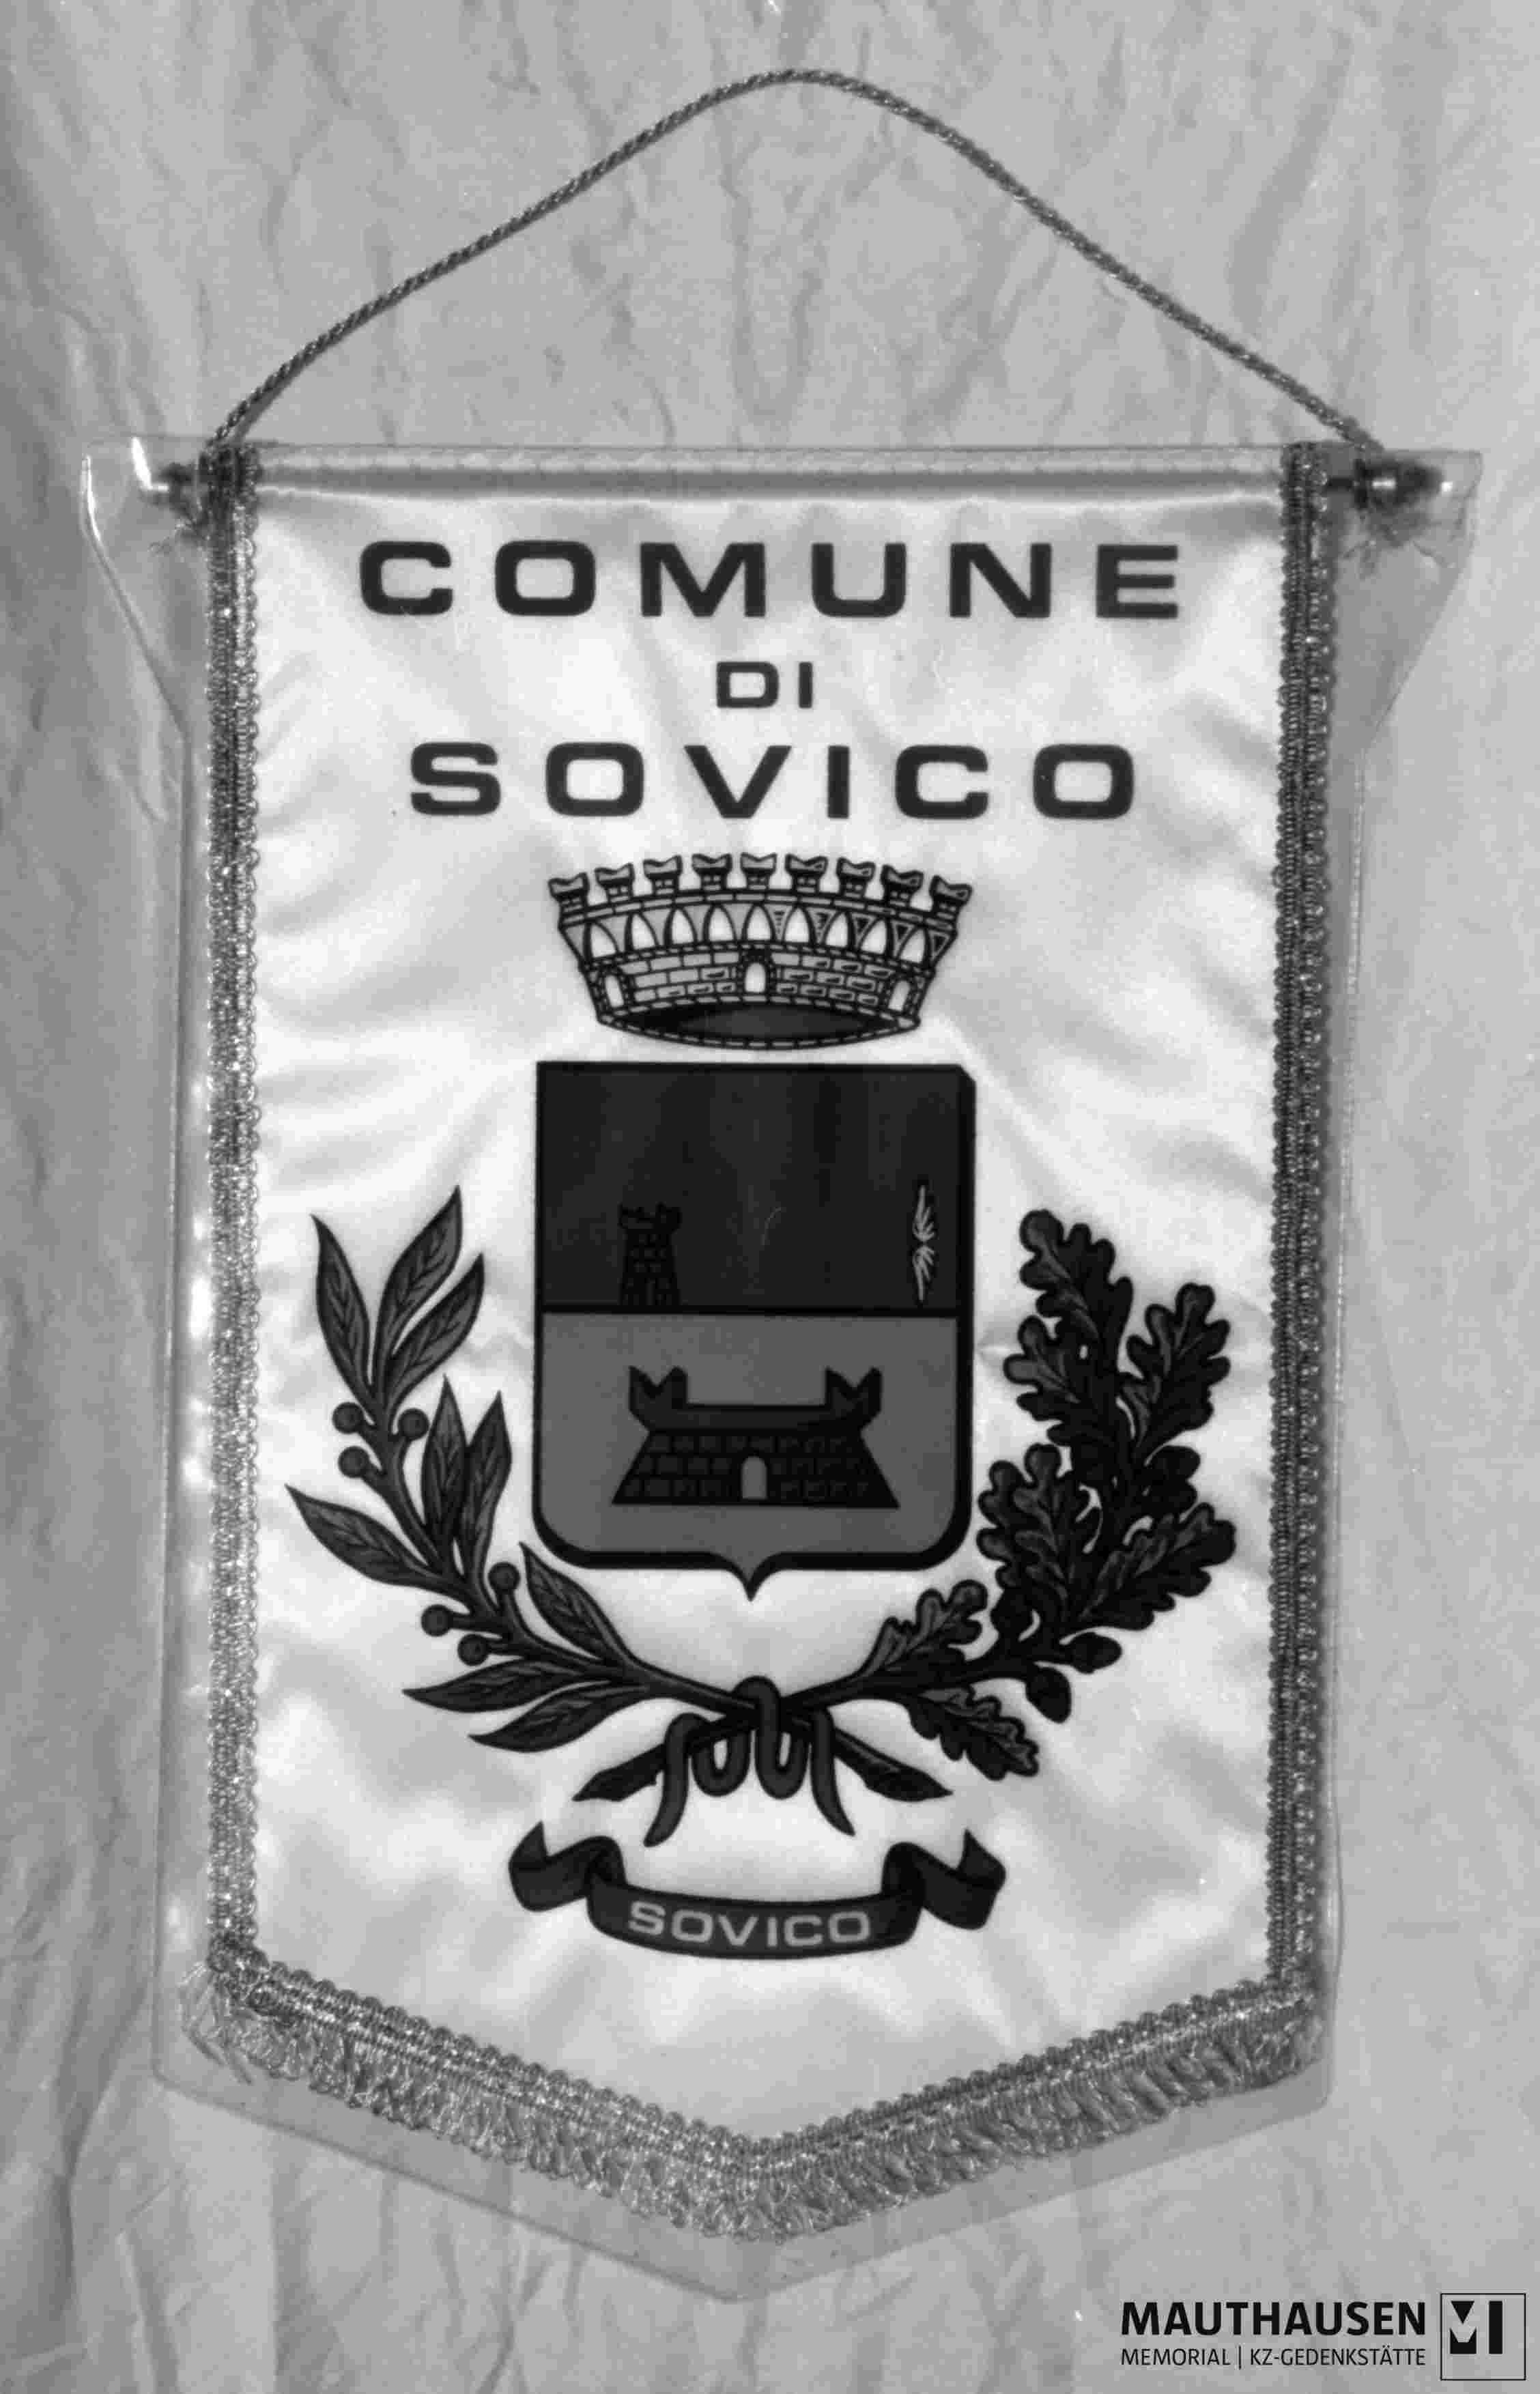 COMUNE
DI
SOVICO
SOVICO
MAUTHAUSEN
MEMORIAL | KZ-GEDENKSTÄTTE